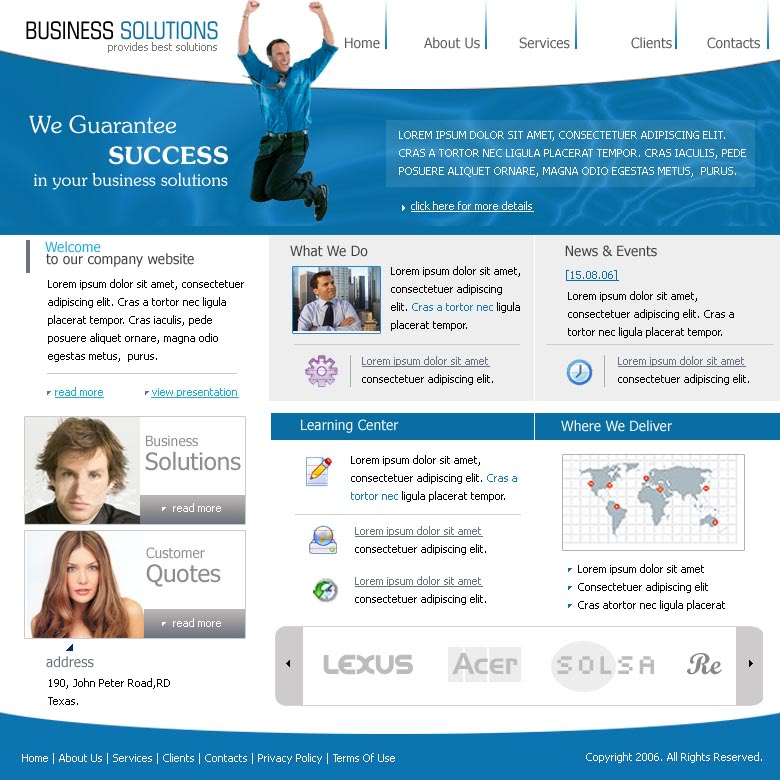 BUSINESS SOLUTIONS
provides best solutions
Home
About Us
Services
Clients
Contacts
We Guarantee
SUCCESS
in your business solutions
LOREM IPSUM DOLOR SIT AMET, CONSECTETUER ADIPISCING ELIT.
CRAS A TORTOR NEC LIGULA PLACERAT TEMPOR. CRAS IACULIS, PEDE
POSUERE ALIQUET ORNARE, MAGNA ODIO EGESTAS METUS,  PURUS.
click here for more details
Welcome
to our company website
Lorem ipsum dolor sit amet, consectetuer
adipiscing elit. Cras a tortor nec ligula
placerat tempor. Cras iaculis, pede
posuere aliquet ornare, magna odio
egestas metus,  purus.
read more
view presentation
What We Do
Lorem ipsum dolor sit amet,
consectetuer adipiscing
elit. Cras a tortor nec ligula
placerat tempor.
Lorem ipsum dolor sit amet
consectetuer adipiscing elit.
News & Events
[15.08.06]
Lorem ipsum dolor sit amet,
consectetuer adipiscing elit. Cras a
tortor nec ligula placerat tempor.
Lorem ipsum dolor sit amet
consectetuer adipiscing elit.
Business
Solutions
read more
Customer
Quotes
read more
address
190, John Peter Road,RD
Texas.
Learning Center
Lorem ipsum dolor sit amet,
consectetuer adipiscing elit. Cras a
tortor nec ligula placerat tempor.
Lorem ipsum dolor sit amet
consectetuer adipiscing elit.
Lorem ipsum dolor sit amet
consectetuer adipiscing elit.
Where We Deliver
Lorem ipsum dolor sit amet
Consectetuer adipiscing elit
Cras atortor nec ligula placerat
LEXUS
Acer
SOLSA
Re
Home | About Us | Services | Clients | Contacts | Privacy Policy | Terms Of Use
Copyright 2006. All Rights Reserved.